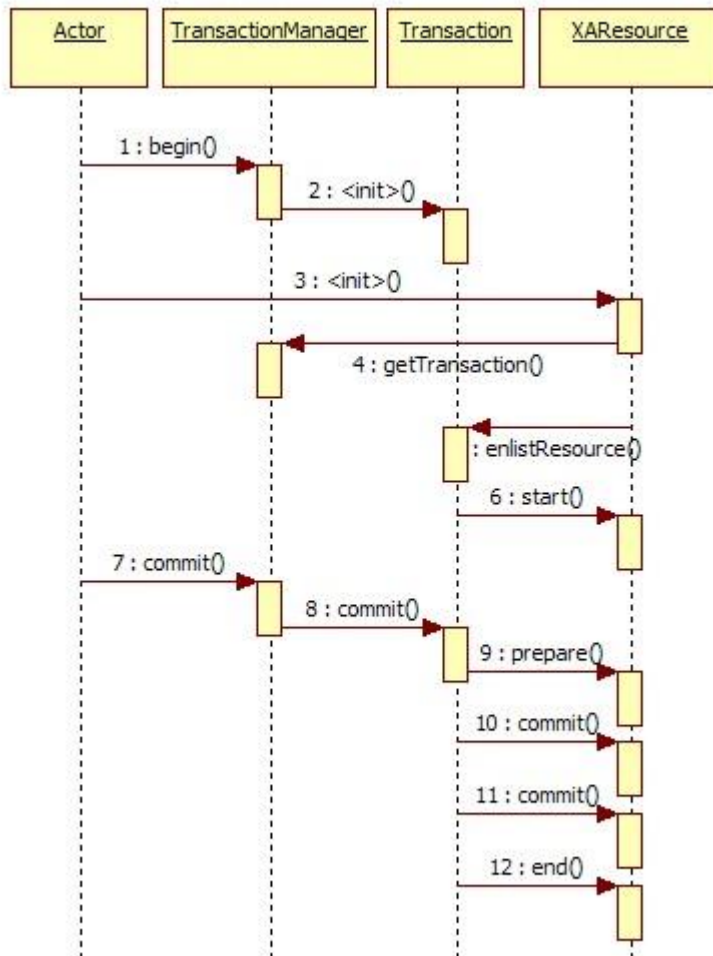 Actor
TransactionManager
Transaction
XAResource
1 : begin()
2 : <init>()
3 : <init>()
4 : getTransaction()
: enlistResource()
6 : start()
7 : commit()
8 : commit()
9 : prepare()
10 : commit()
11 : commit()
12 : end()